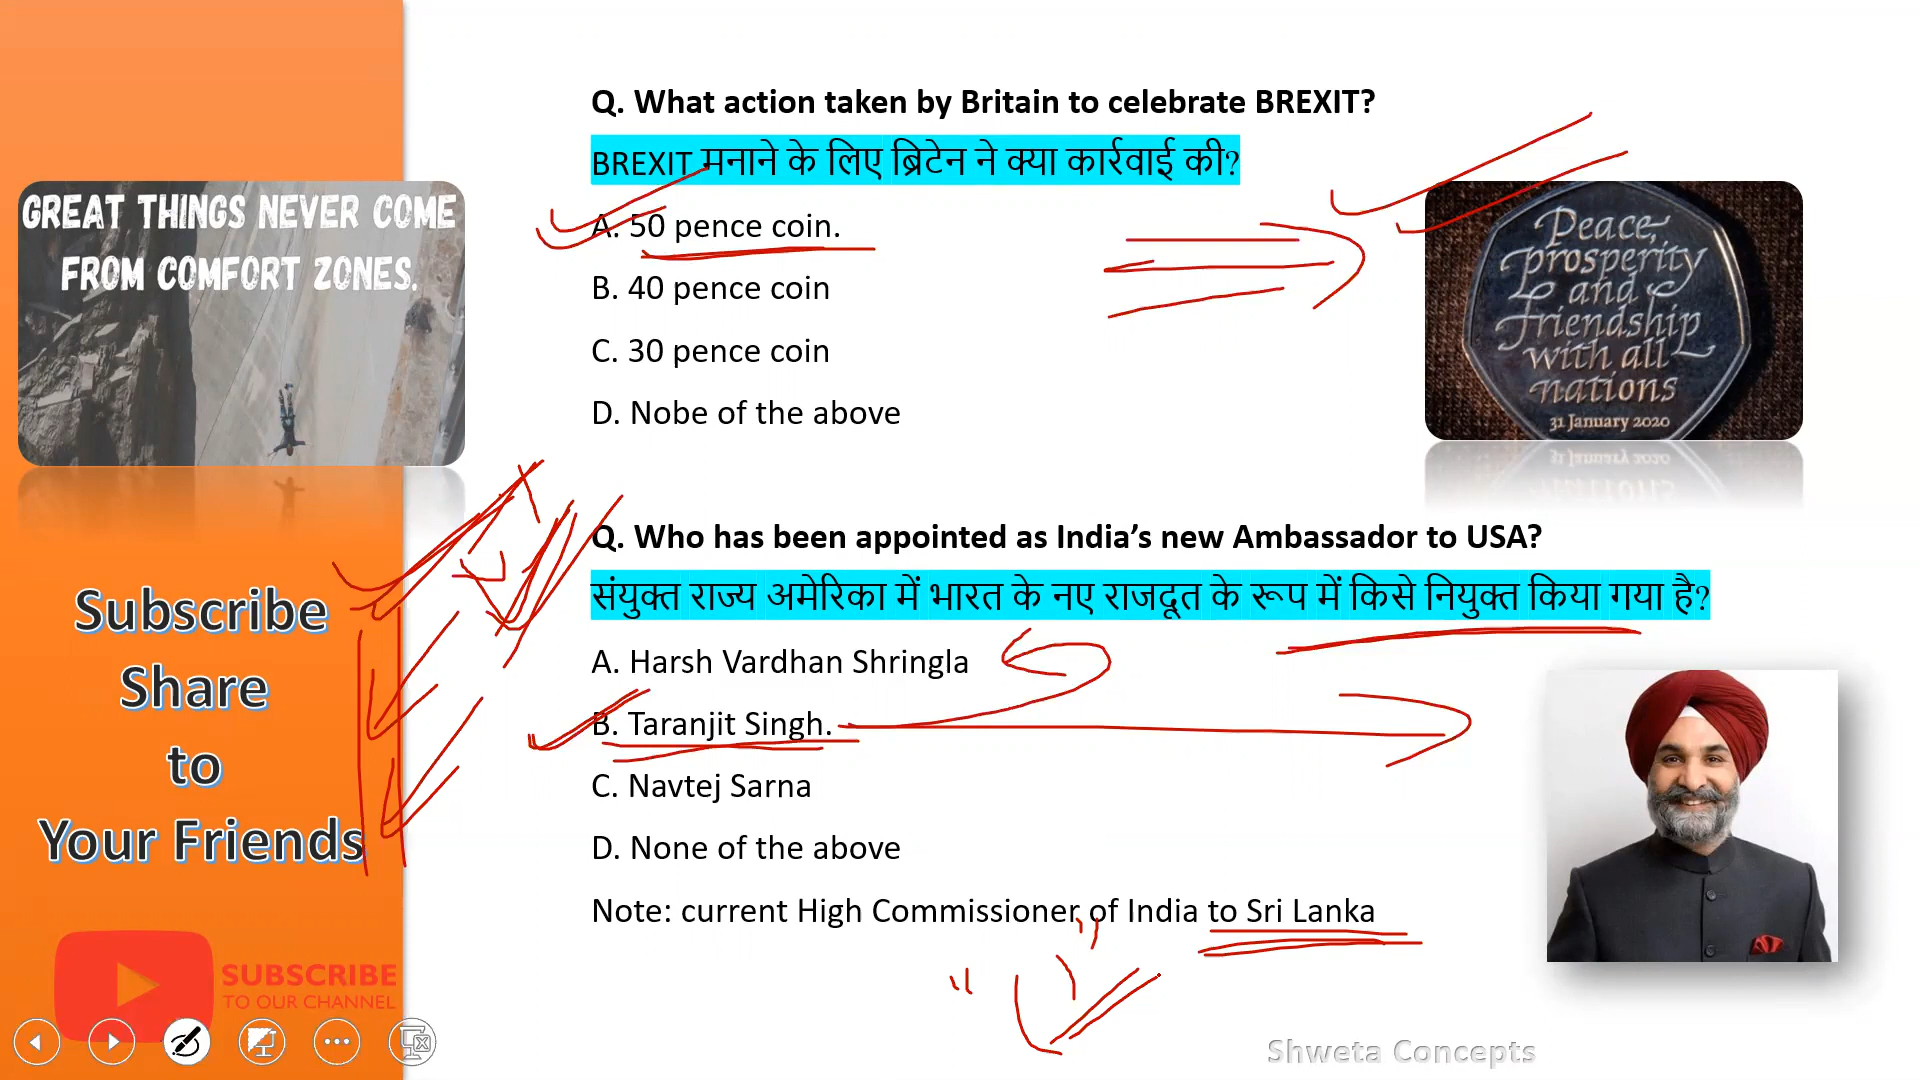 GREAT THINGS NEVER COME
FROM COMFORT ZONES.
Subscribe
Share
to
Your Friends
SUBSCRIBE
TO OUR CHANNEL
Q. What action taken by Britain to celebrate BREXIT?
BREXIT मनाने के लिए ब्रिटेन ने क्या कार्रवाई की?
A. 50 pence coin.
B. 40 pence coin
C. 30 pence coin
D. Nobe of the above
Peace,
prosperity
and
friendship
with all
nations
31 January 2020
Q. Who has been appointed as India’s new Ambassador to USA?
संयुक्त राज्य अमेरिका में भारत के नए राजदूत के रूप में किसे नियुक्त किया गया है?
A. Harsh Vardhan Shringla
B. Taranjit Singh.
C. Navtej Sarna
D. None of the above
Note: current High Commissioner of India to Sri Lanka
Shweta Concepts